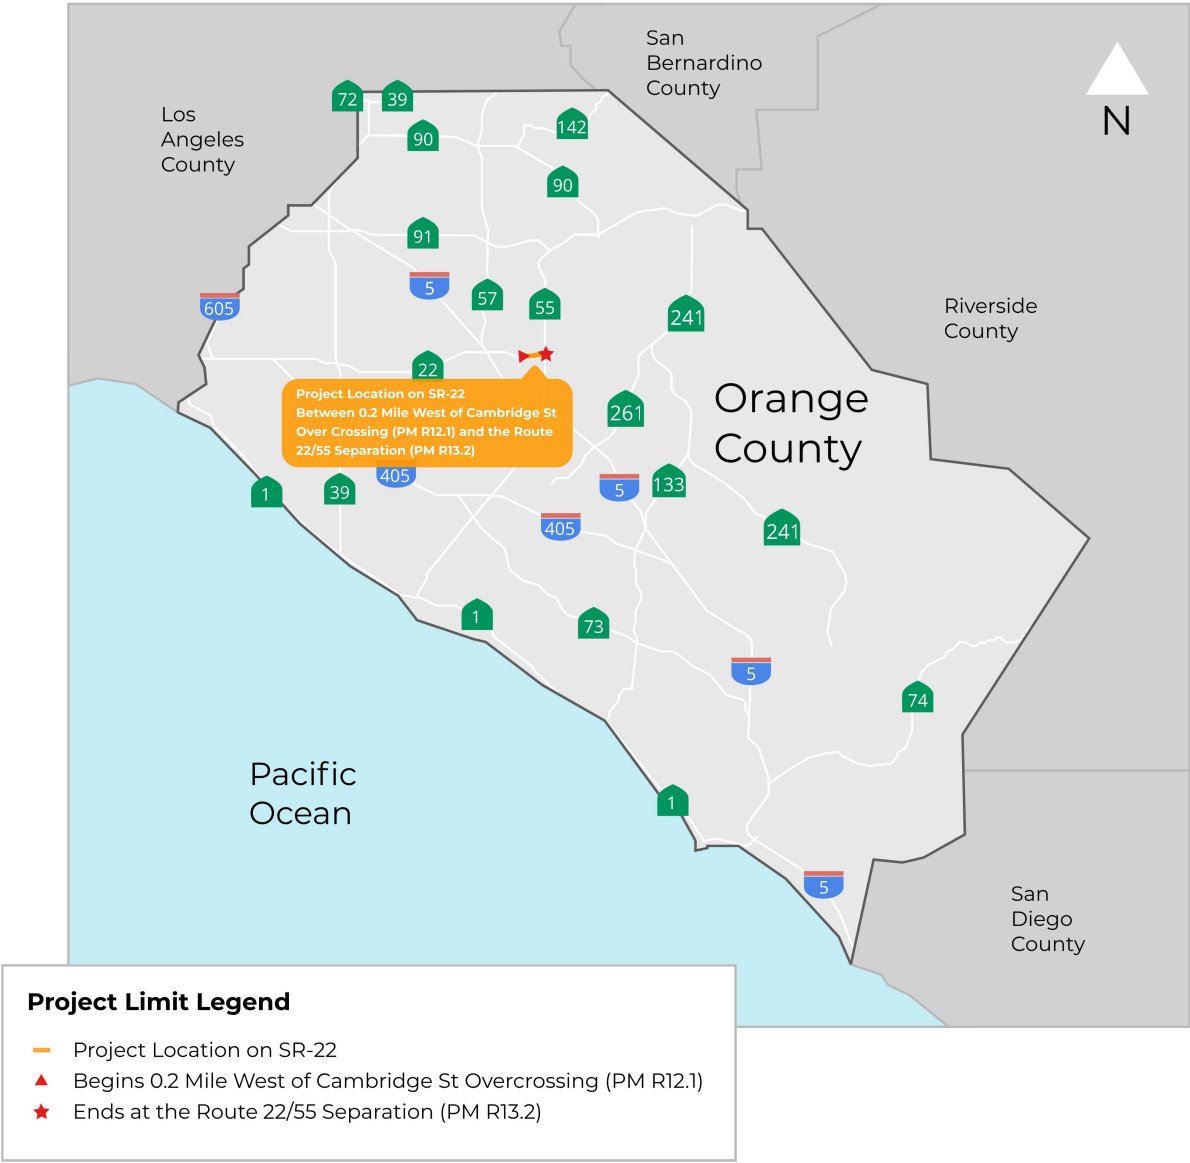 San
Bernardino
County
N
Los
Angeles
County
72
39
90
142
90
91
5
605
57
55
241
Riverside
County
22
Project Location on SR-22
Between 0.2 Mile West of Cambridge St
Over Crossing (PM R12.1) and the Route
22/55 Separation (PM R13.2)
Orange
County
261
405
1
39
5
133
405
241
1
73
5
74
Pacific
Ocean
1
5
San
Diego
County
Project Limit Legend
Project Location on SR-22
Begins 0.2 Mile West of Cambridge St Overcrossing (PM R12.1)
Ends at the Route 22/55 Separation (PM R13.2)